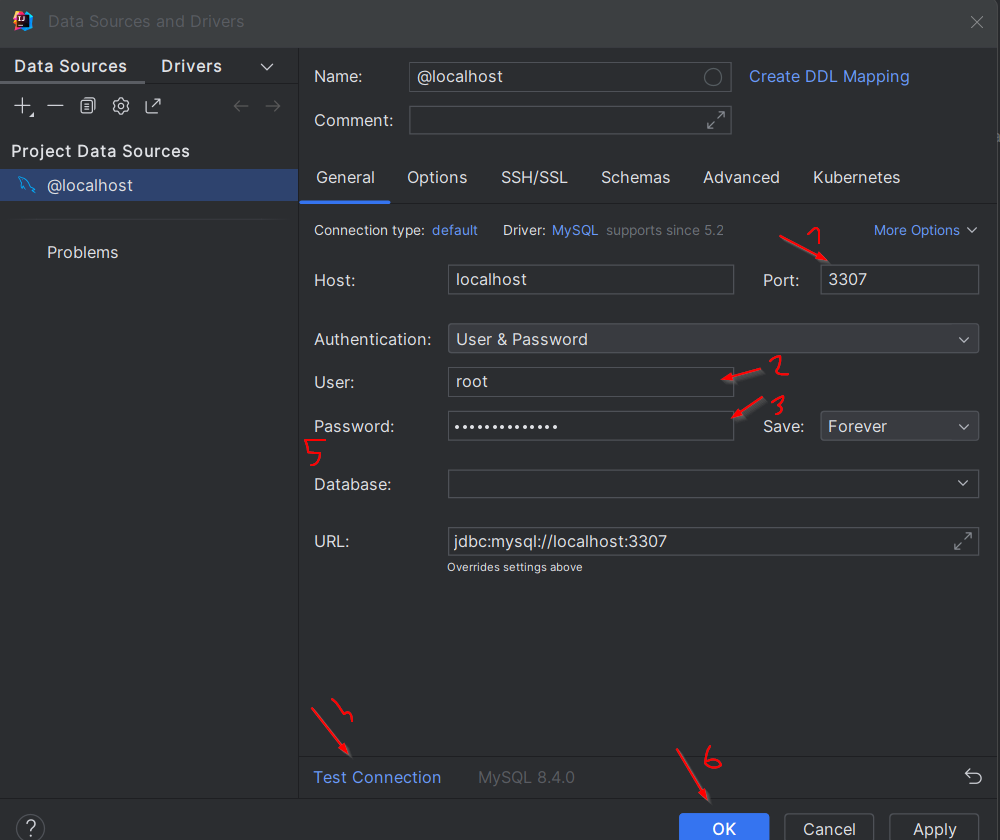 Data Sources and Drivers
Data Sources Drivers
Name: @localhost Create DDL Mapping
Comment:
Project Data Sources
@localhost
General Options SSH/SSL Schemas Advanced Kubernetes
Connection type: default Driver: MySQL supports since 5.2 More Options
1
Problems
Host: localhost Port: 3307
Authentication: User & Password
2
User: root
3
Password: •••••••••••••• Save: Forever
5
Database:
URL: jdbc:mysql://localhost:3307
Overrides settings above
6
Test Connection MySQL 8.4.0
? OK Cancel Apply